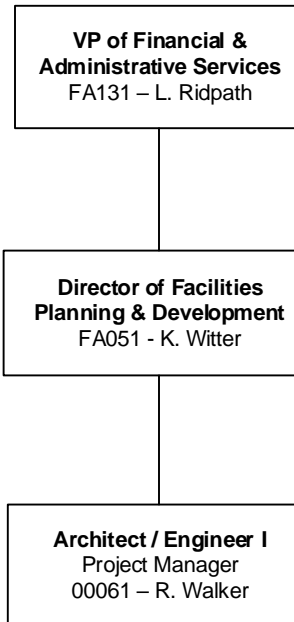 VP of Financial &
Administrative Services
FA131 – L. Ridpath
Director of Facilities
Planning & Development
FA051 - K. Witter
Architect / Engineer I
Project Manager
00061 – R. Walker